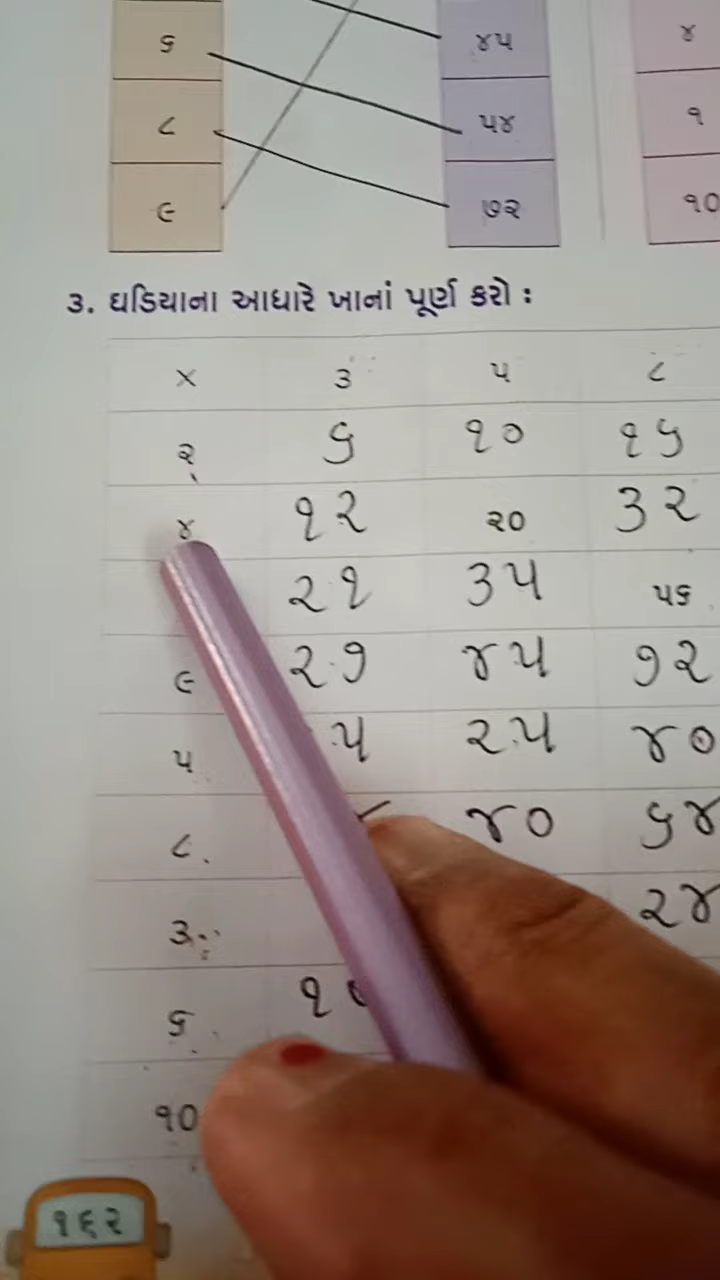 ૬ ૪૫ ૪
૮ ૫૪ ૧
૯ ૭૨ ૧૦
૩. ઘડિયાના આધારે ખાનાં પૂર્ણ કરો :
× ૩ ૫ ૮
૨ ૬ ૧૦ ૧૬
૪ ૧૨ ૨૦ ૩૨
૨૧ ૩૫ ૫૬
૯ ૨૭ ૪૫ ૭૨
૫ ૫ ૨૫ ૪૦
૮ ૪૦ ૬૪
૩ ૨૪
૬ ૧
૧૦
૧૬૨